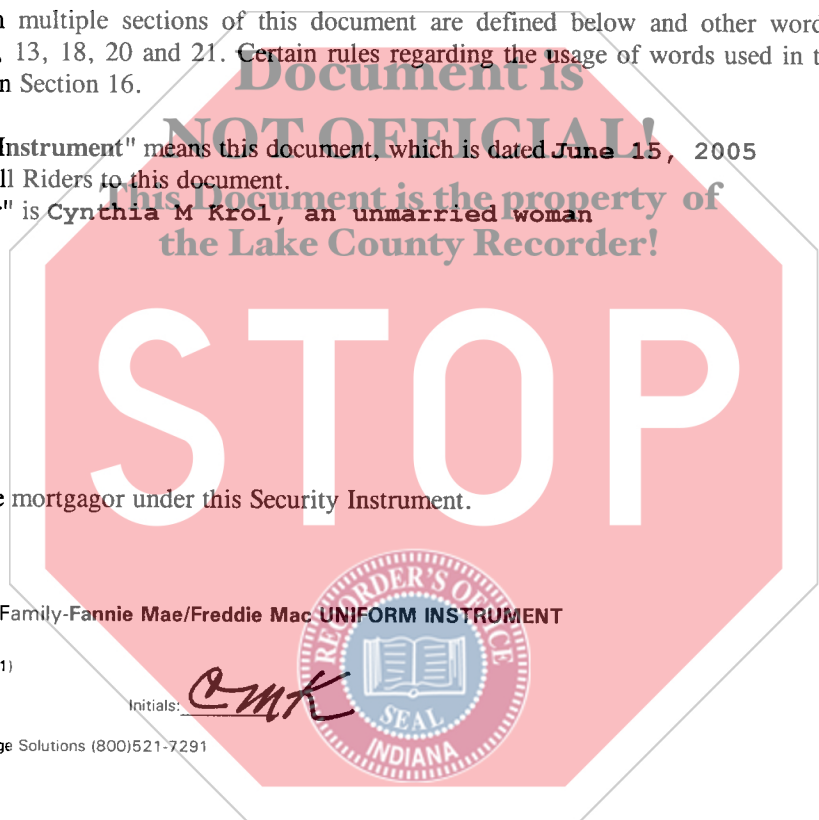 multiple sections of this document are defined below and other word
13, 18, 20 and 21. Certain rules regarding the usage of words used in
n Section 16.
Document is
NOT OFFICIAL!
Instrument" means this document, which is dated June 15, 2005
ll Riders to this document.
This Document is the property of
" is Cynthia M Krol, an unmarried woman
the Lake County Recorder!
STOP
mortgagor under this Security Instrument.
RECORDER'S OFFICE
Family-Fannie Mae/Freddie Mac UNIFORM INSTRUMENT
1)
Initials: CMK
SEAL
INDIANA
ge Solutions (800)521-7291